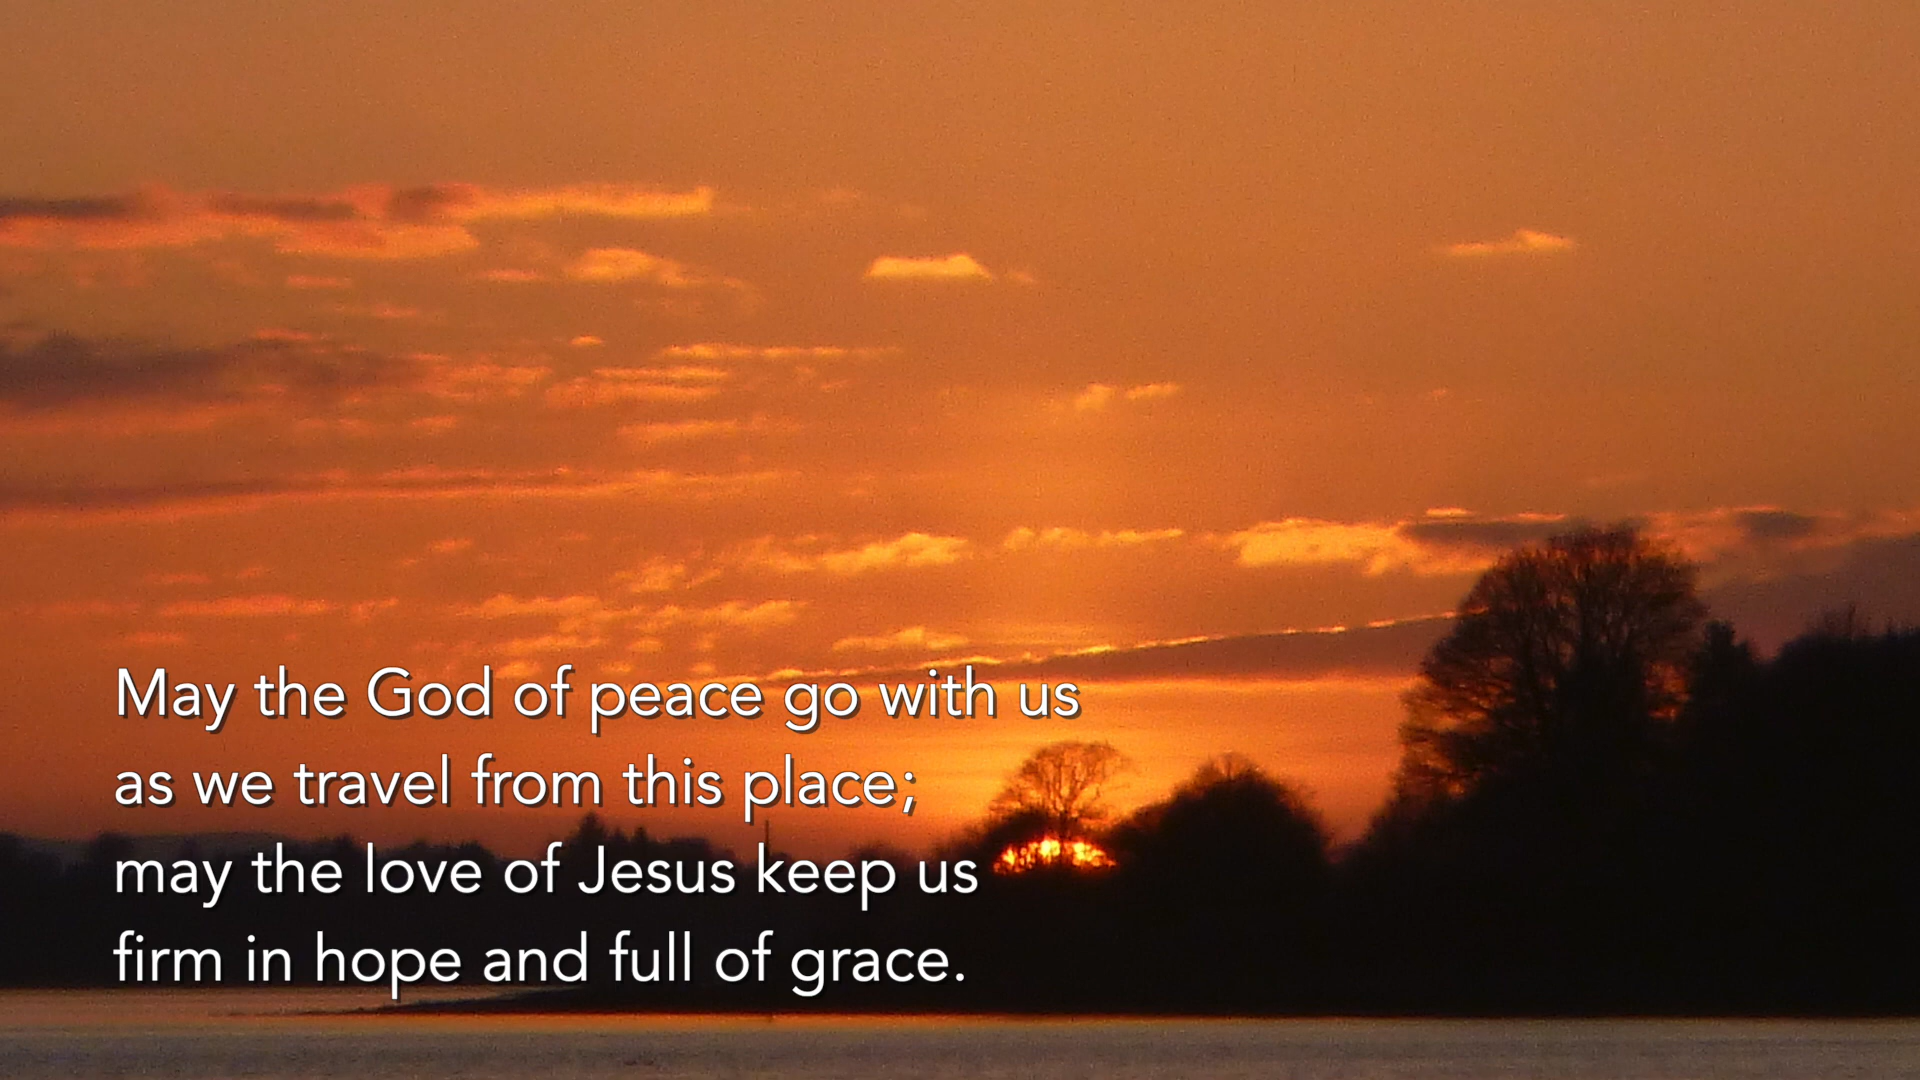 May the God of peace go with us
as we travel from this place;
may the love of Jesus keep us
firm in hope and full of grace.